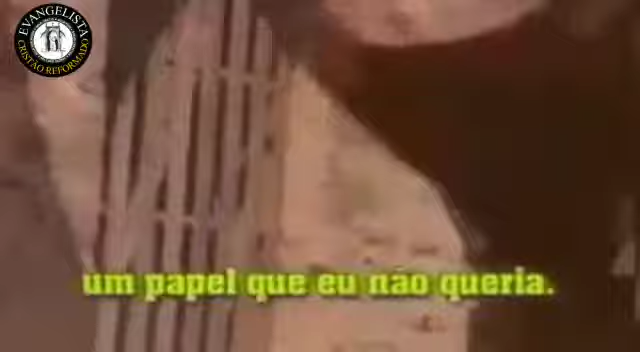 EVANGELISTA
CRISTÃO REFORMADO
um papel que eu não queria.